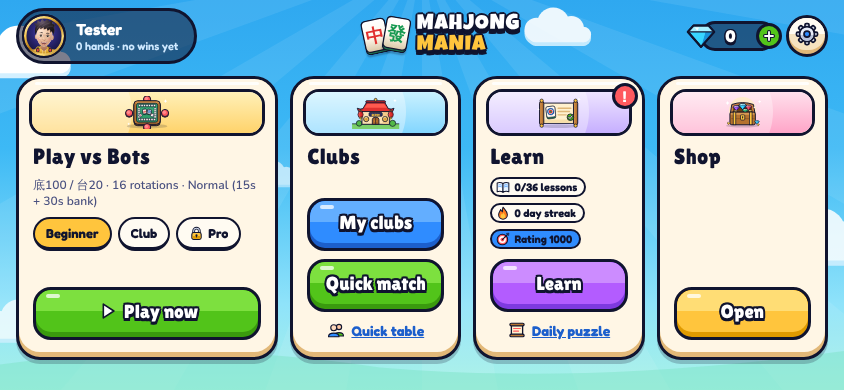 Tester
0 hands · no wins yet
中 發
MAHJONG
MANIA
0
+
Play vs Bots
底100 / 台20 · 16 rotations · Normal (15s
+ 30s bank)
Beginner
Club
Pro
Play now
Clubs
My clubs
Quick match
Quick table
!
Learn
0/36 lessons
0 day streak
Rating 1000
Learn
Daily puzzle
Shop
Open